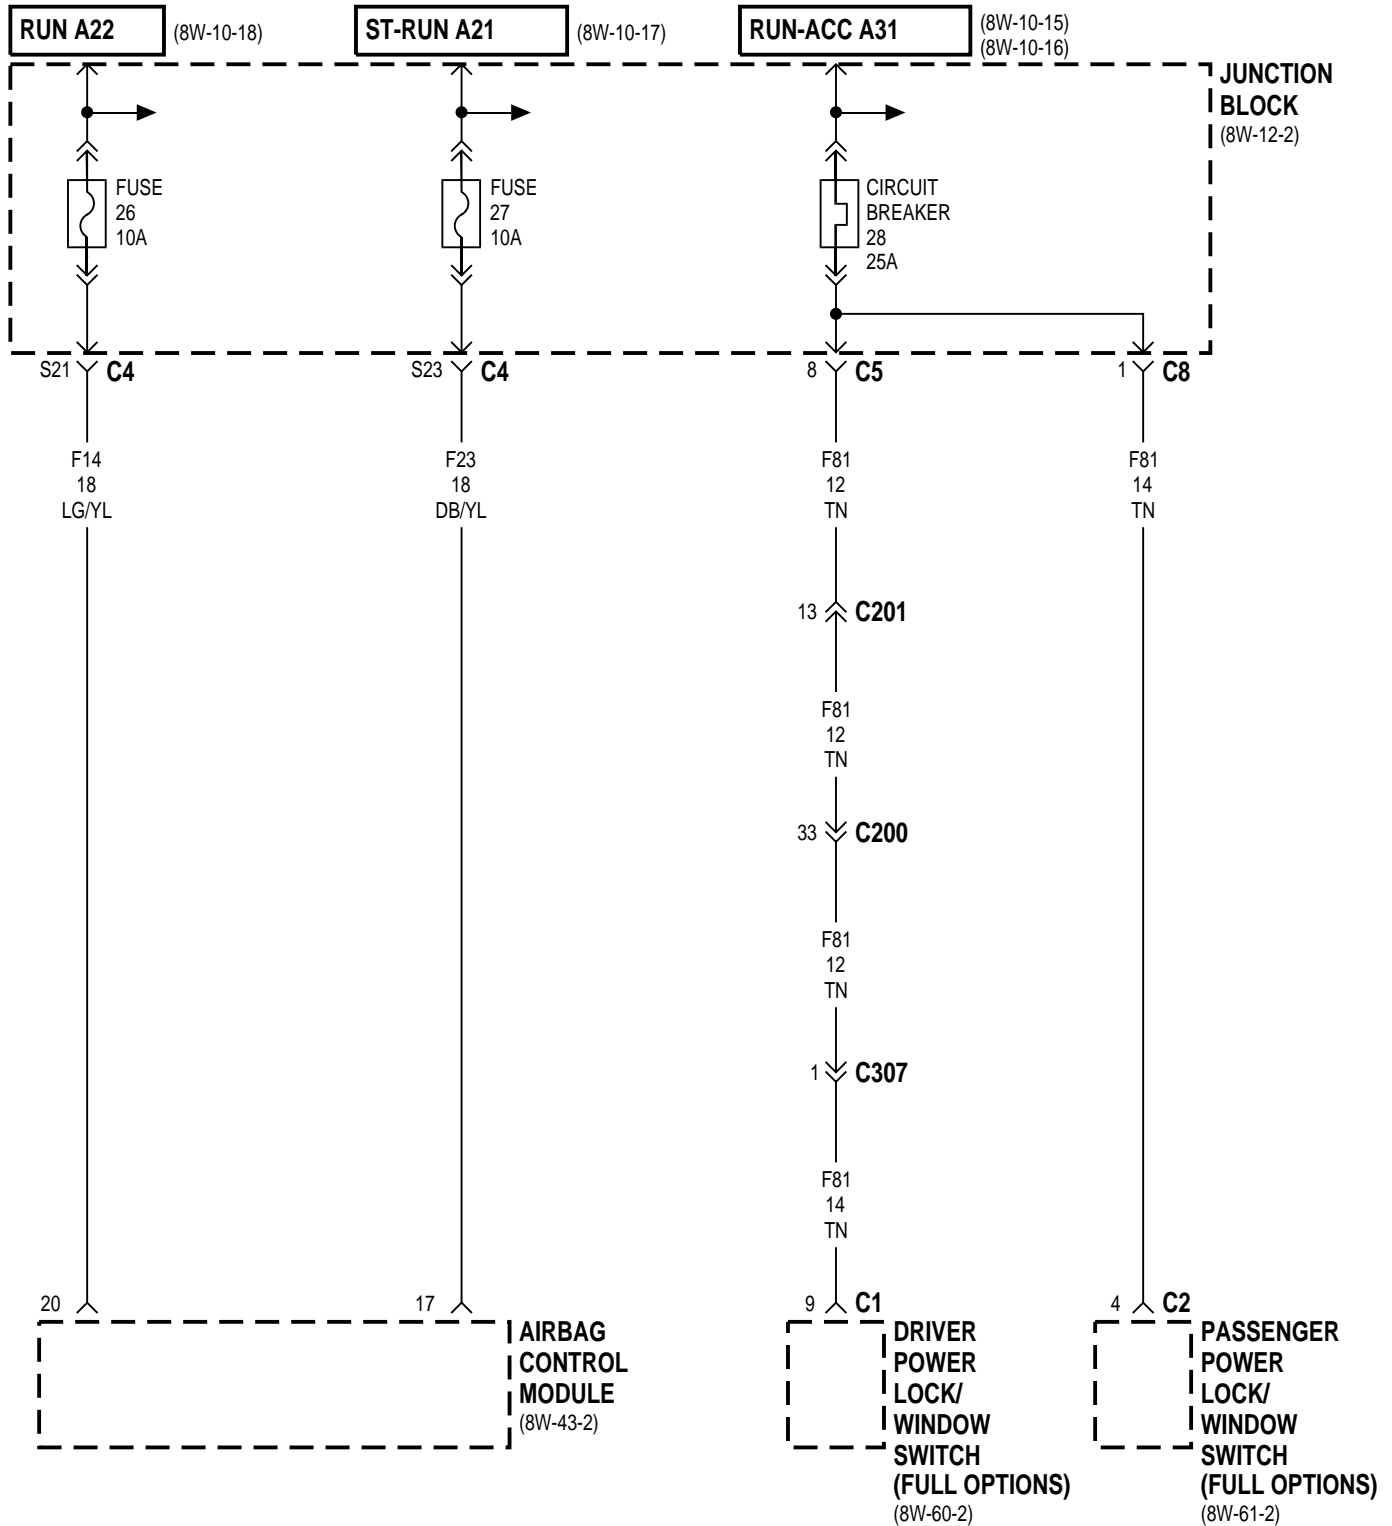 RUN A22
(8W-10-18)
ST-RUN A21
(8W-10-17)
RUN-ACC A31
(8W-10-15)
(8W-10-16)
JUNCTION
BLOCK
(8W-12-2)
FUSE
26
10A
FUSE
27
10A
CIRCUIT
BREAKER
28
25A
S21 C4
S23 C4
8 C5
1 C8
F14
18
LG/YL
F23
18
DB/YL
F81
12
TN
F81
14
TN
13 C201
F81
12
TN
33 C200
F81
12
TN
1 C307
F81
14
TN
20
17
9 C1
4 C2
AIRBAG
CONTROL
MODULE
(8W-43-2)
DRIVER
POWER
LOCK/
WINDOW
SWITCH
(FULL OPTIONS)
(8W-60-2)
PASSENGER
POWER
LOCK/
WINDOW
SWITCH
(FULL OPTIONS)
(8W-61-2)